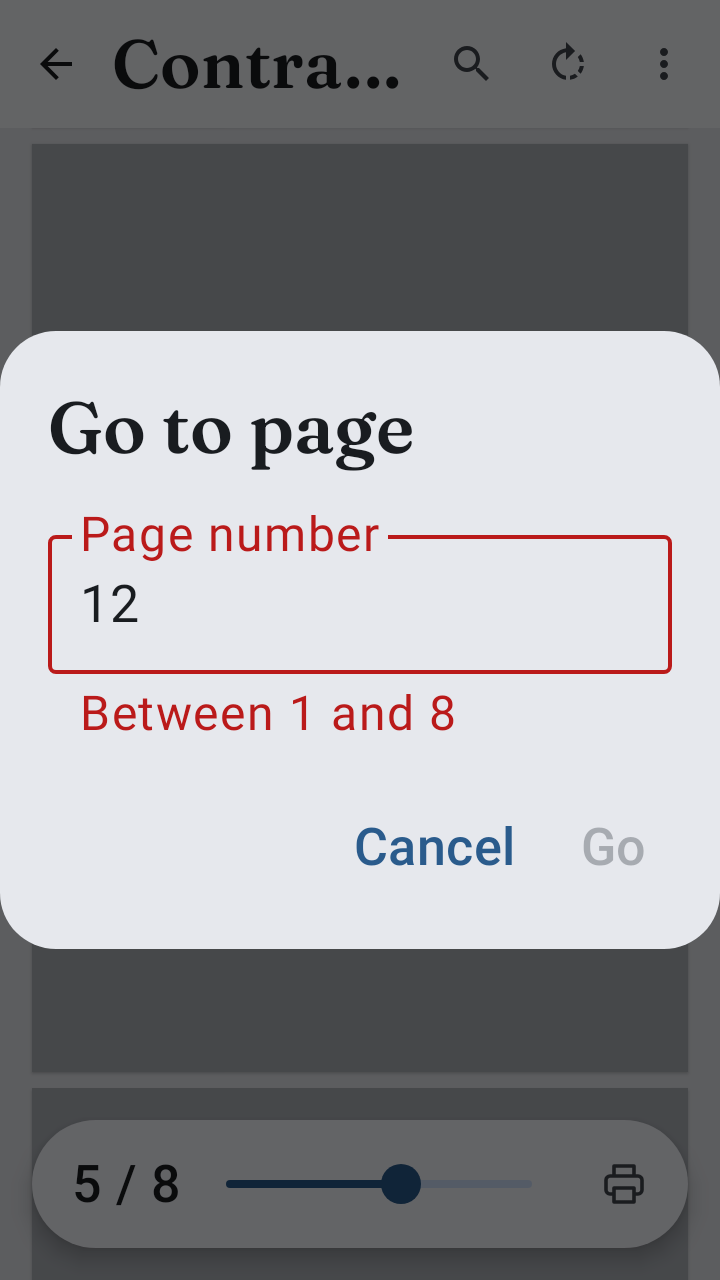 Contra...
Go to page
Page number
12
Between 1 and 8
Cancel Go
5 / 8